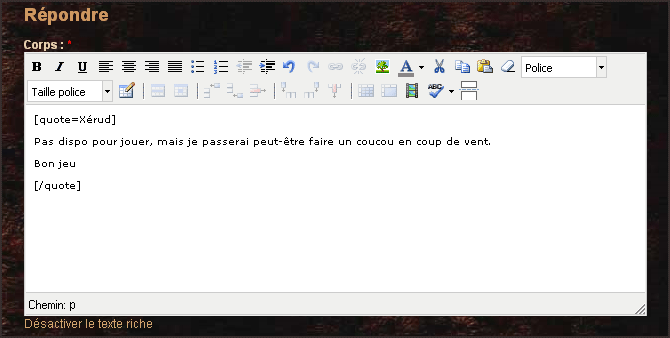 Répondre
Corps : *
B I U Police
Taille police ABC
[quote=Xérud]
Pas dispo pour jouer, mais je passerai peut-être faire un coucou en coup de vent.
Bon jeu
[/quote]
Chemin: p
Désactiver le texte riche